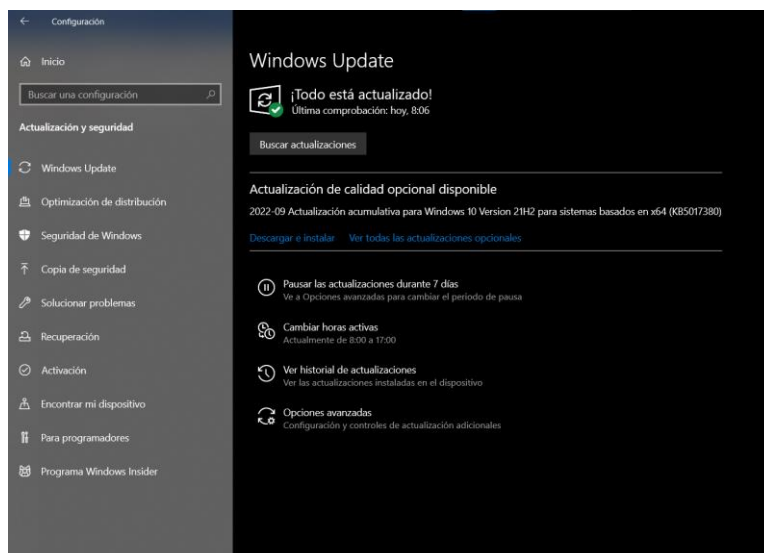 Configuración
Inicio
Buscar una configuración
Actualización y seguridad
Windows Update
Optimización de distribución
Seguridad de Windows
Copia de seguridad
Solucionar problemas
Recuperación
Activación
Encontrar mi dispositivo
Para programadores
Programa Windows Insider
Windows Update
¡Todo está actualizado!
Última comprobación: hoy, 8:06
Buscar actualizaciones
Actualización de calidad opcional disponible
2022-09 Actualización acumulativa para Windows 10 Version 21H2 para sistemas basados en x64 (KB5017380)
Descargar e instalar Ver todas las actualizaciones opcionales
Pausar las actualizaciones durante 7 días
Ve a Opciones avanzadas para cambiar el periodo de pausa
Cambiar horas activas
Actualmente de 8:00 a 17:00
Ver historial de actualizaciones
Ver las actualizaciones instaladas en el dispositivo
Opciones avanzadas
Configuración y controles de actualización adicionales